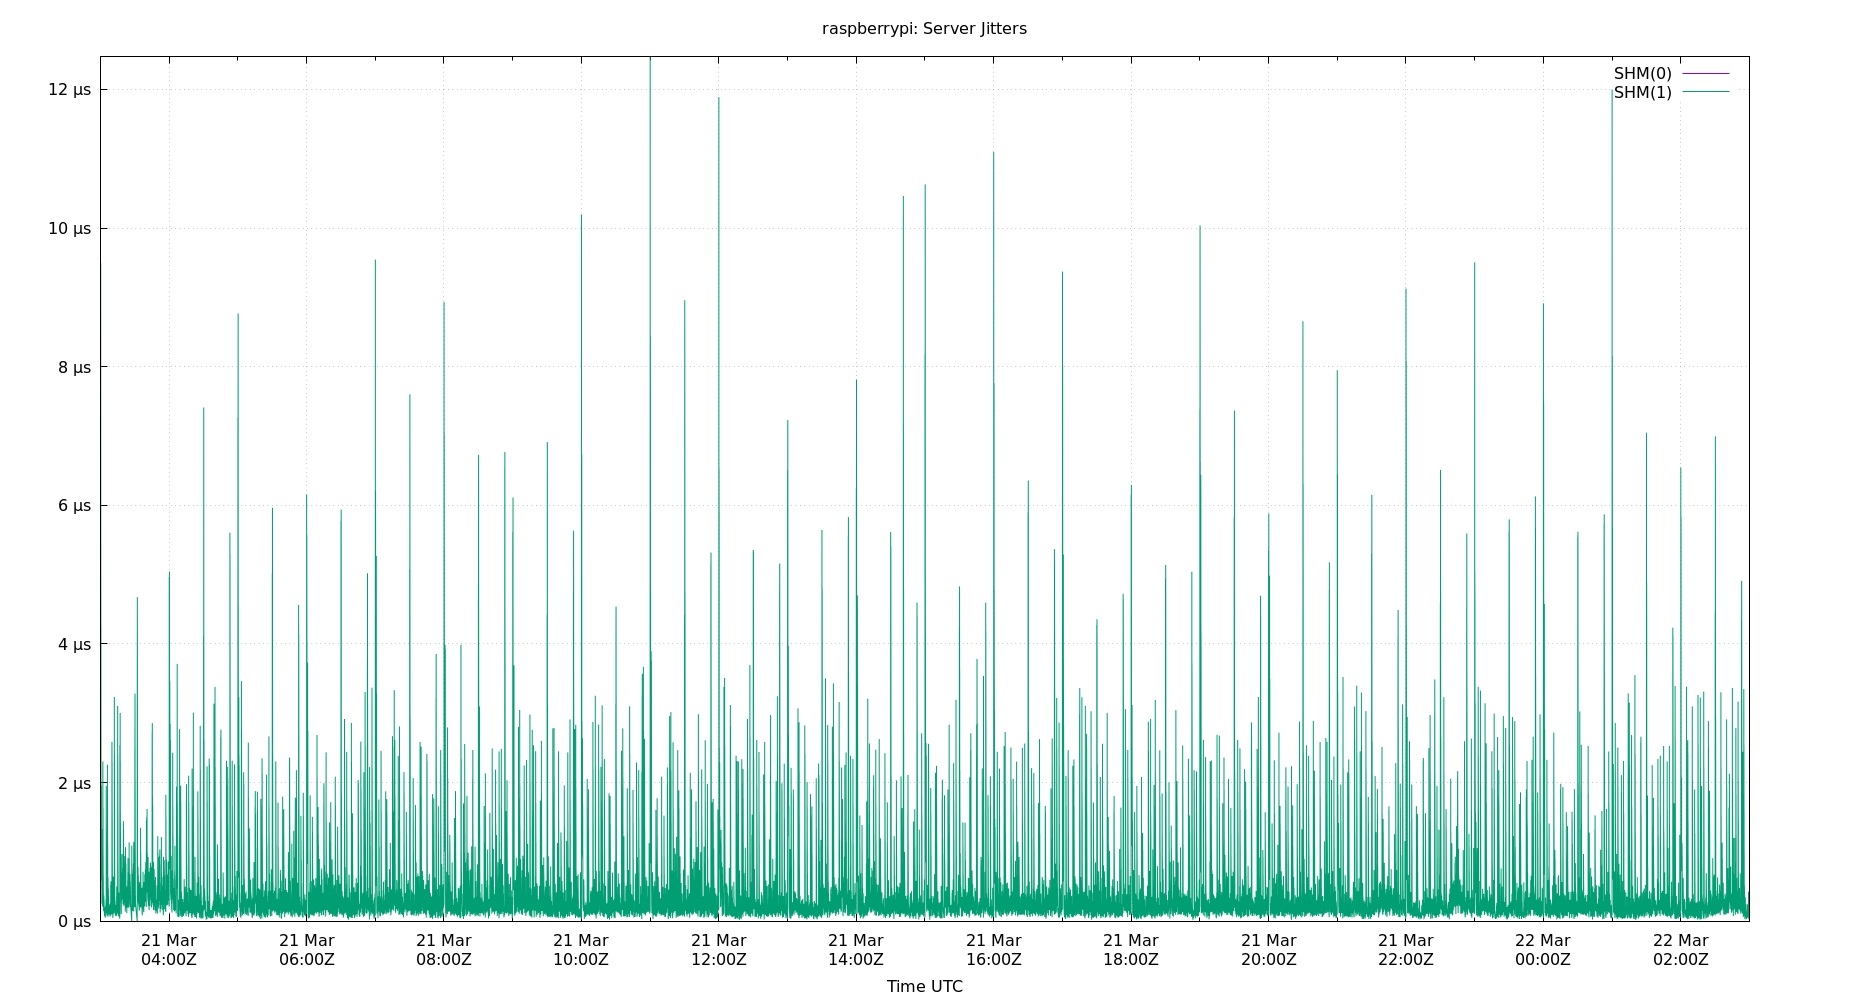 raspberrypi: Server Jitters
SHM(0)
SHM(1)
12 µs
10 µs
8 µs
6 µs
4 µs
2 µs
0 µs
21 Mar 21 Mar 21 Mar 21 Mar 21 Mar 21 Mar 21 Mar 21 Mar 21 Mar 21 Mar 22 Mar 22 Mar
04:00Z 06:00Z 08:00Z 10:00Z 12:00Z 14:00Z 16:00Z 18:00Z 20:00Z 22:00Z 00:00Z 02:00Z
Time UTC